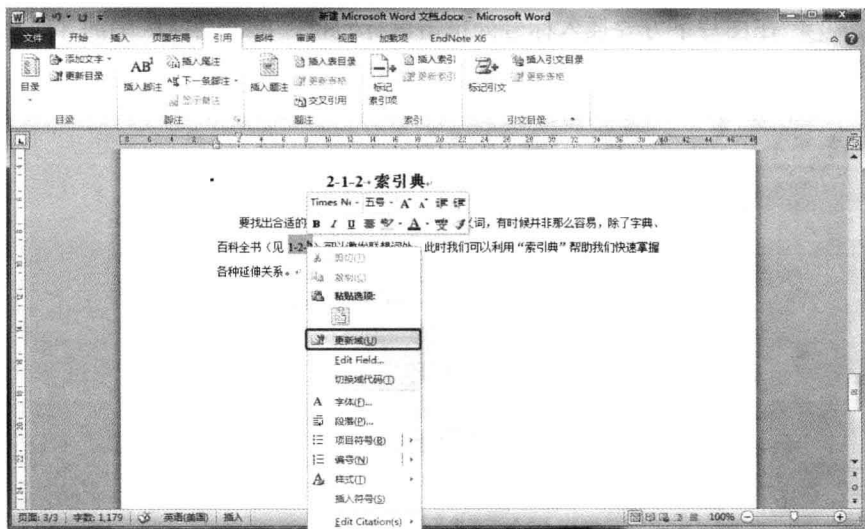 新建 Microsoft Word 文档.docx - Microsoft Word
文件 开始 插入 页面布局 引用 邮件 审阅 视图 加载项 EndNote X6
添加文字
更新目录
目录
AB¹
插入脚注
插入尾注
下一条脚注
显示备注
插入题注
插入表目录
更新表格
交叉引用
标记
索引项
插入索引
更新索引
标记引文
插入引文目录
更新表格
目录 脚注 题注 索引 引文目录
2-1-2 索引典
Times Ne 五号
要找出合适的 词，有时候并非那么容易，除了字典、
百科全书（见 1-2- 此时我们可以利用“索引典”帮助我们快速掌握
各种延伸关系。
剪切(T)
复制(C)
粘贴选项:
更新域(U)
Edit Field...
切换域代码(T)
字体(F)...
段落(P)...
项目符号(B)
编号(N)
样式(I)
插入符号(S)
Edit Citation(s)
页面: 3/3 字数: 1,179 英语(美国) 插入 100%